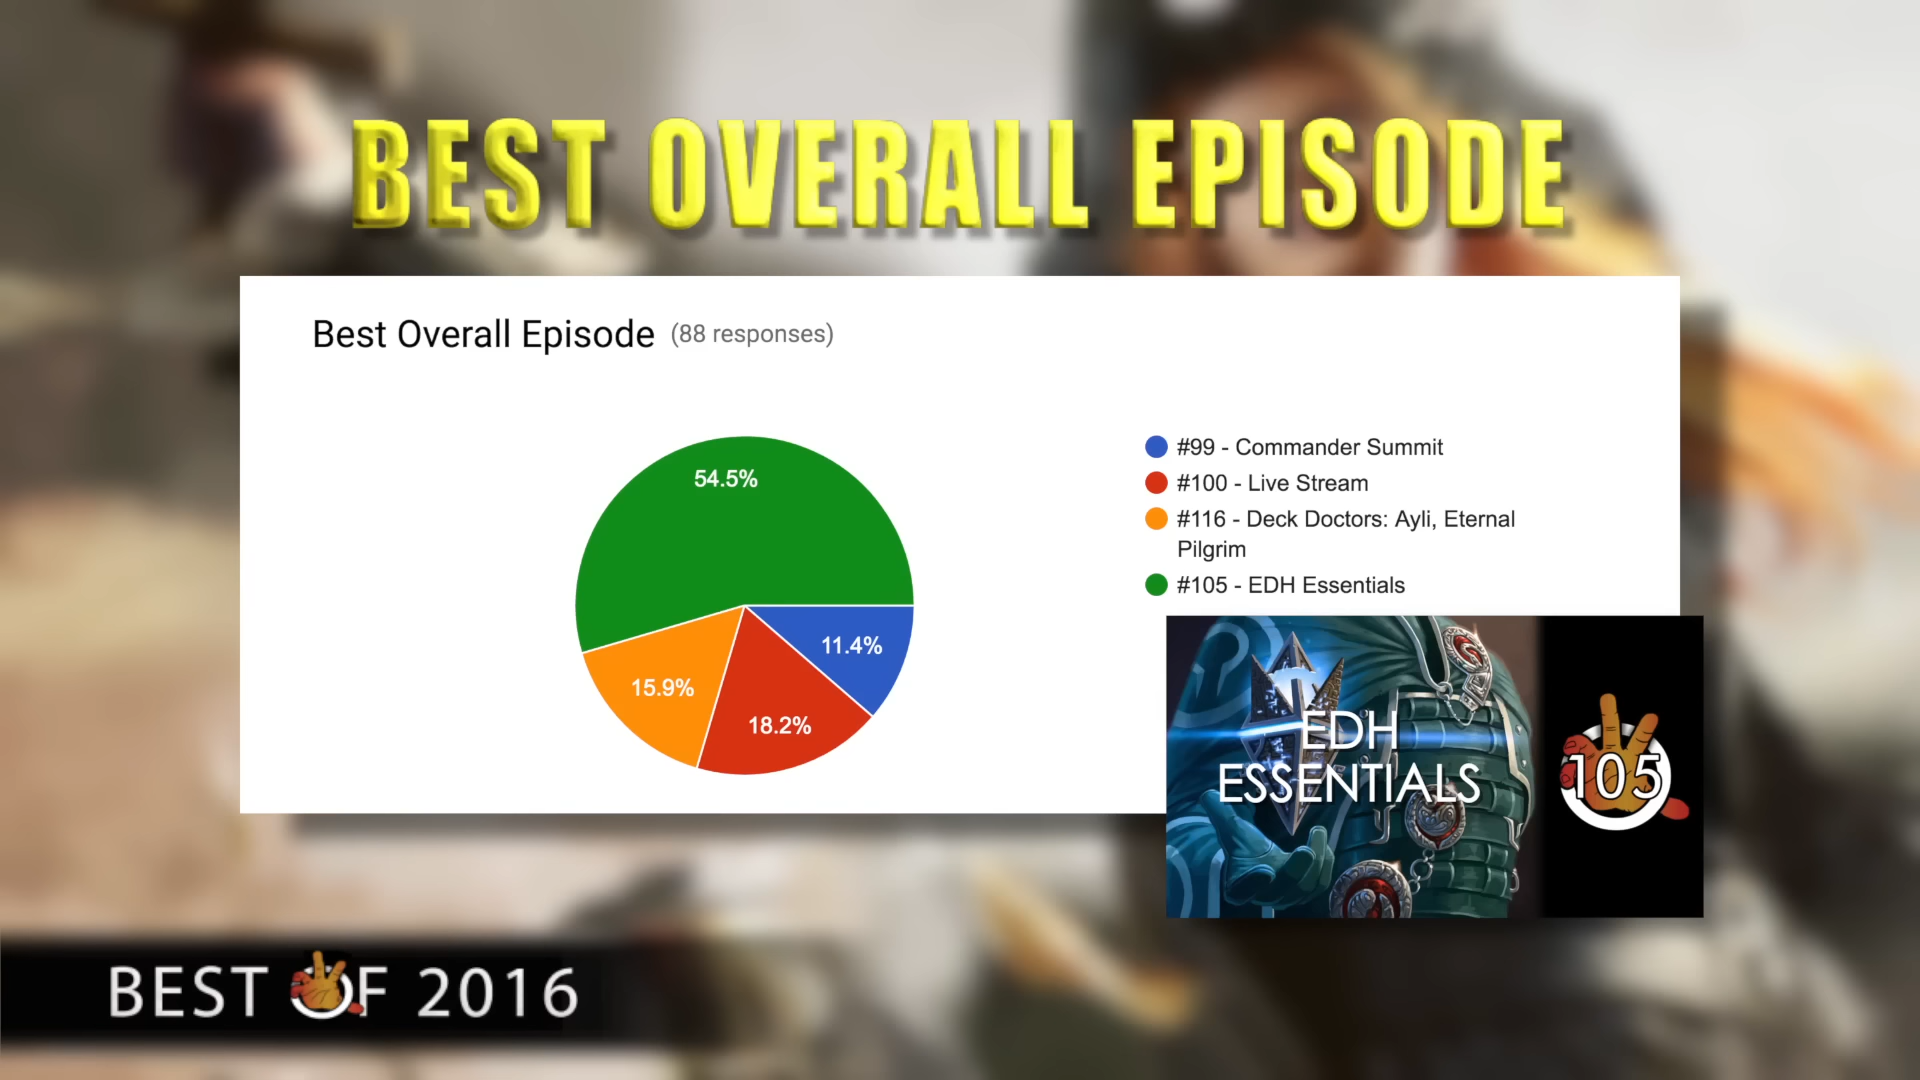 BEST OVERALL EPISODE
Best Overall Episode (88 responses)
54.5%
11.4%
15.9%
18.2%
#99 - Commander Summit
#100 - Live Stream
#116 - Deck Doctors: Ayli, Eternal
Pilgrim
#105 - EDH Essentials
EDH
ESSENTIALS
105
BEST OF 2016